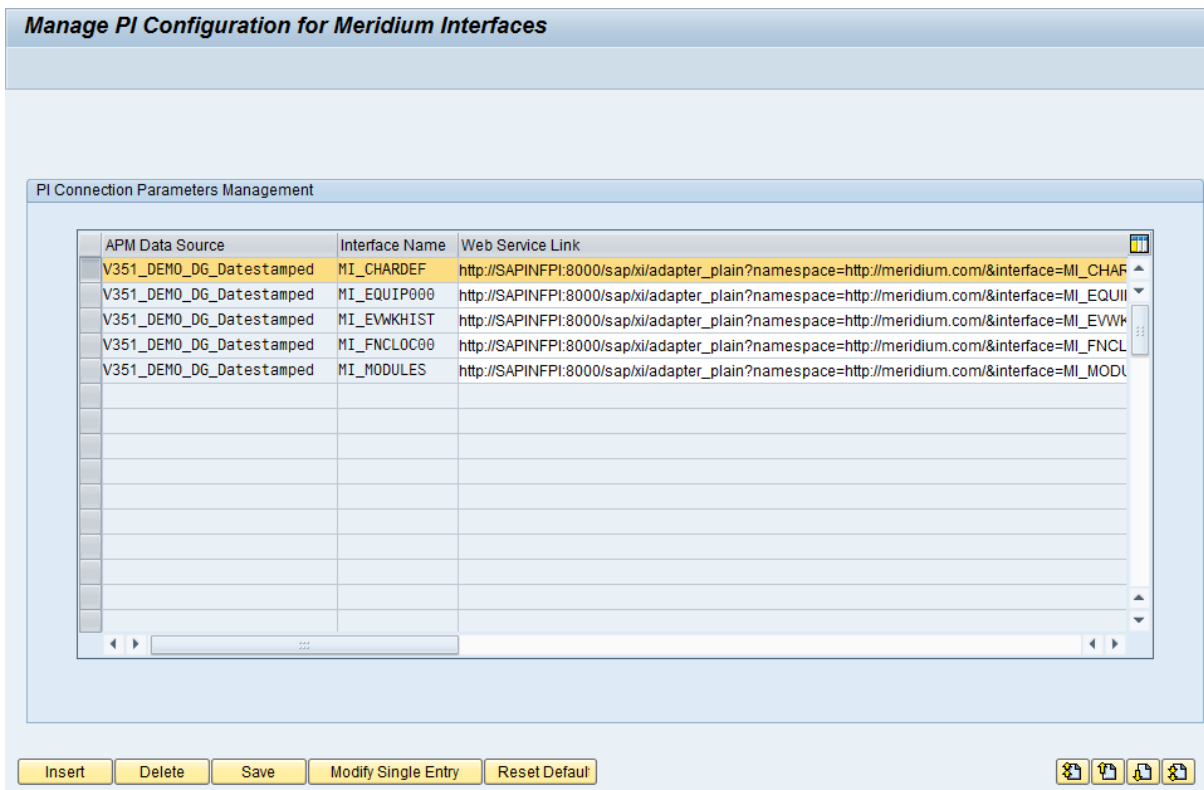 Manage PI Configuration for Meridium Interfaces
PI Connection Parameters Management
APM Data Source Interface Name Web Service Link
V351_DEMO_DG_Datestamped MI_CHARDEF http://SAPINFPI:8000/sap/xi/adapter_plain?namespace=http://meridium.com/&interface=MI_CHAR
V351_DEMO_DG_Datestamped MI_EQUIP000 http://SAPINFPI:8000/sap/xi/adapter_plain?namespace=http://meridium.com/&interface=MI_EQUI
V351_DEMO_DG_Datestamped MI_EVWKHIST http://SAPINFPI:8000/sap/xi/adapter_plain?namespace=http://meridium.com/&interface=MI_EVWK
V351_DEMO_DG_Datestamped MI_FNCLOC00 http://SAPINFPI:8000/sap/xi/adapter_plain?namespace=http://meridium.com/&interface=MI_FNCL
V351_DEMO_DG_Datestamped MI_MODULES http://SAPINFPI:8000/sap/xi/adapter_plain?namespace=http://meridium.com/&interface=MI_MODU
Insert Delete Save Modify Single Entry Reset Defaul